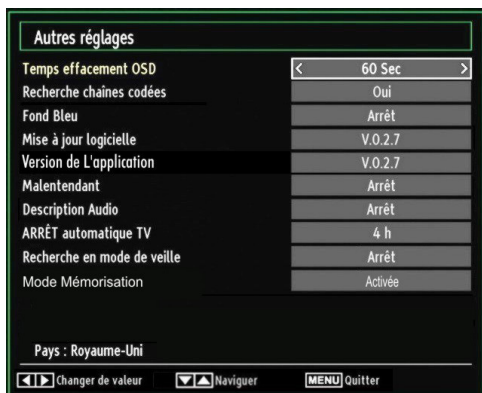 Autres réglages
Temps effacement OSD < 60 Sec >
Recherche chaînes codées Oui
Fond Bleu Arrêt
Mise à jour logicielle V.0.2.7
Version de L'application V.0.2.7
Malentendant Arrêt
Description Audio Arrêt
ARRÊT automatique TV 4 h
Recherche en mode de veille Arrêt
Mode Mémorisation Activée
Pays : Royaume-Uni
Changer de valeur Naviguer MENU Quitter